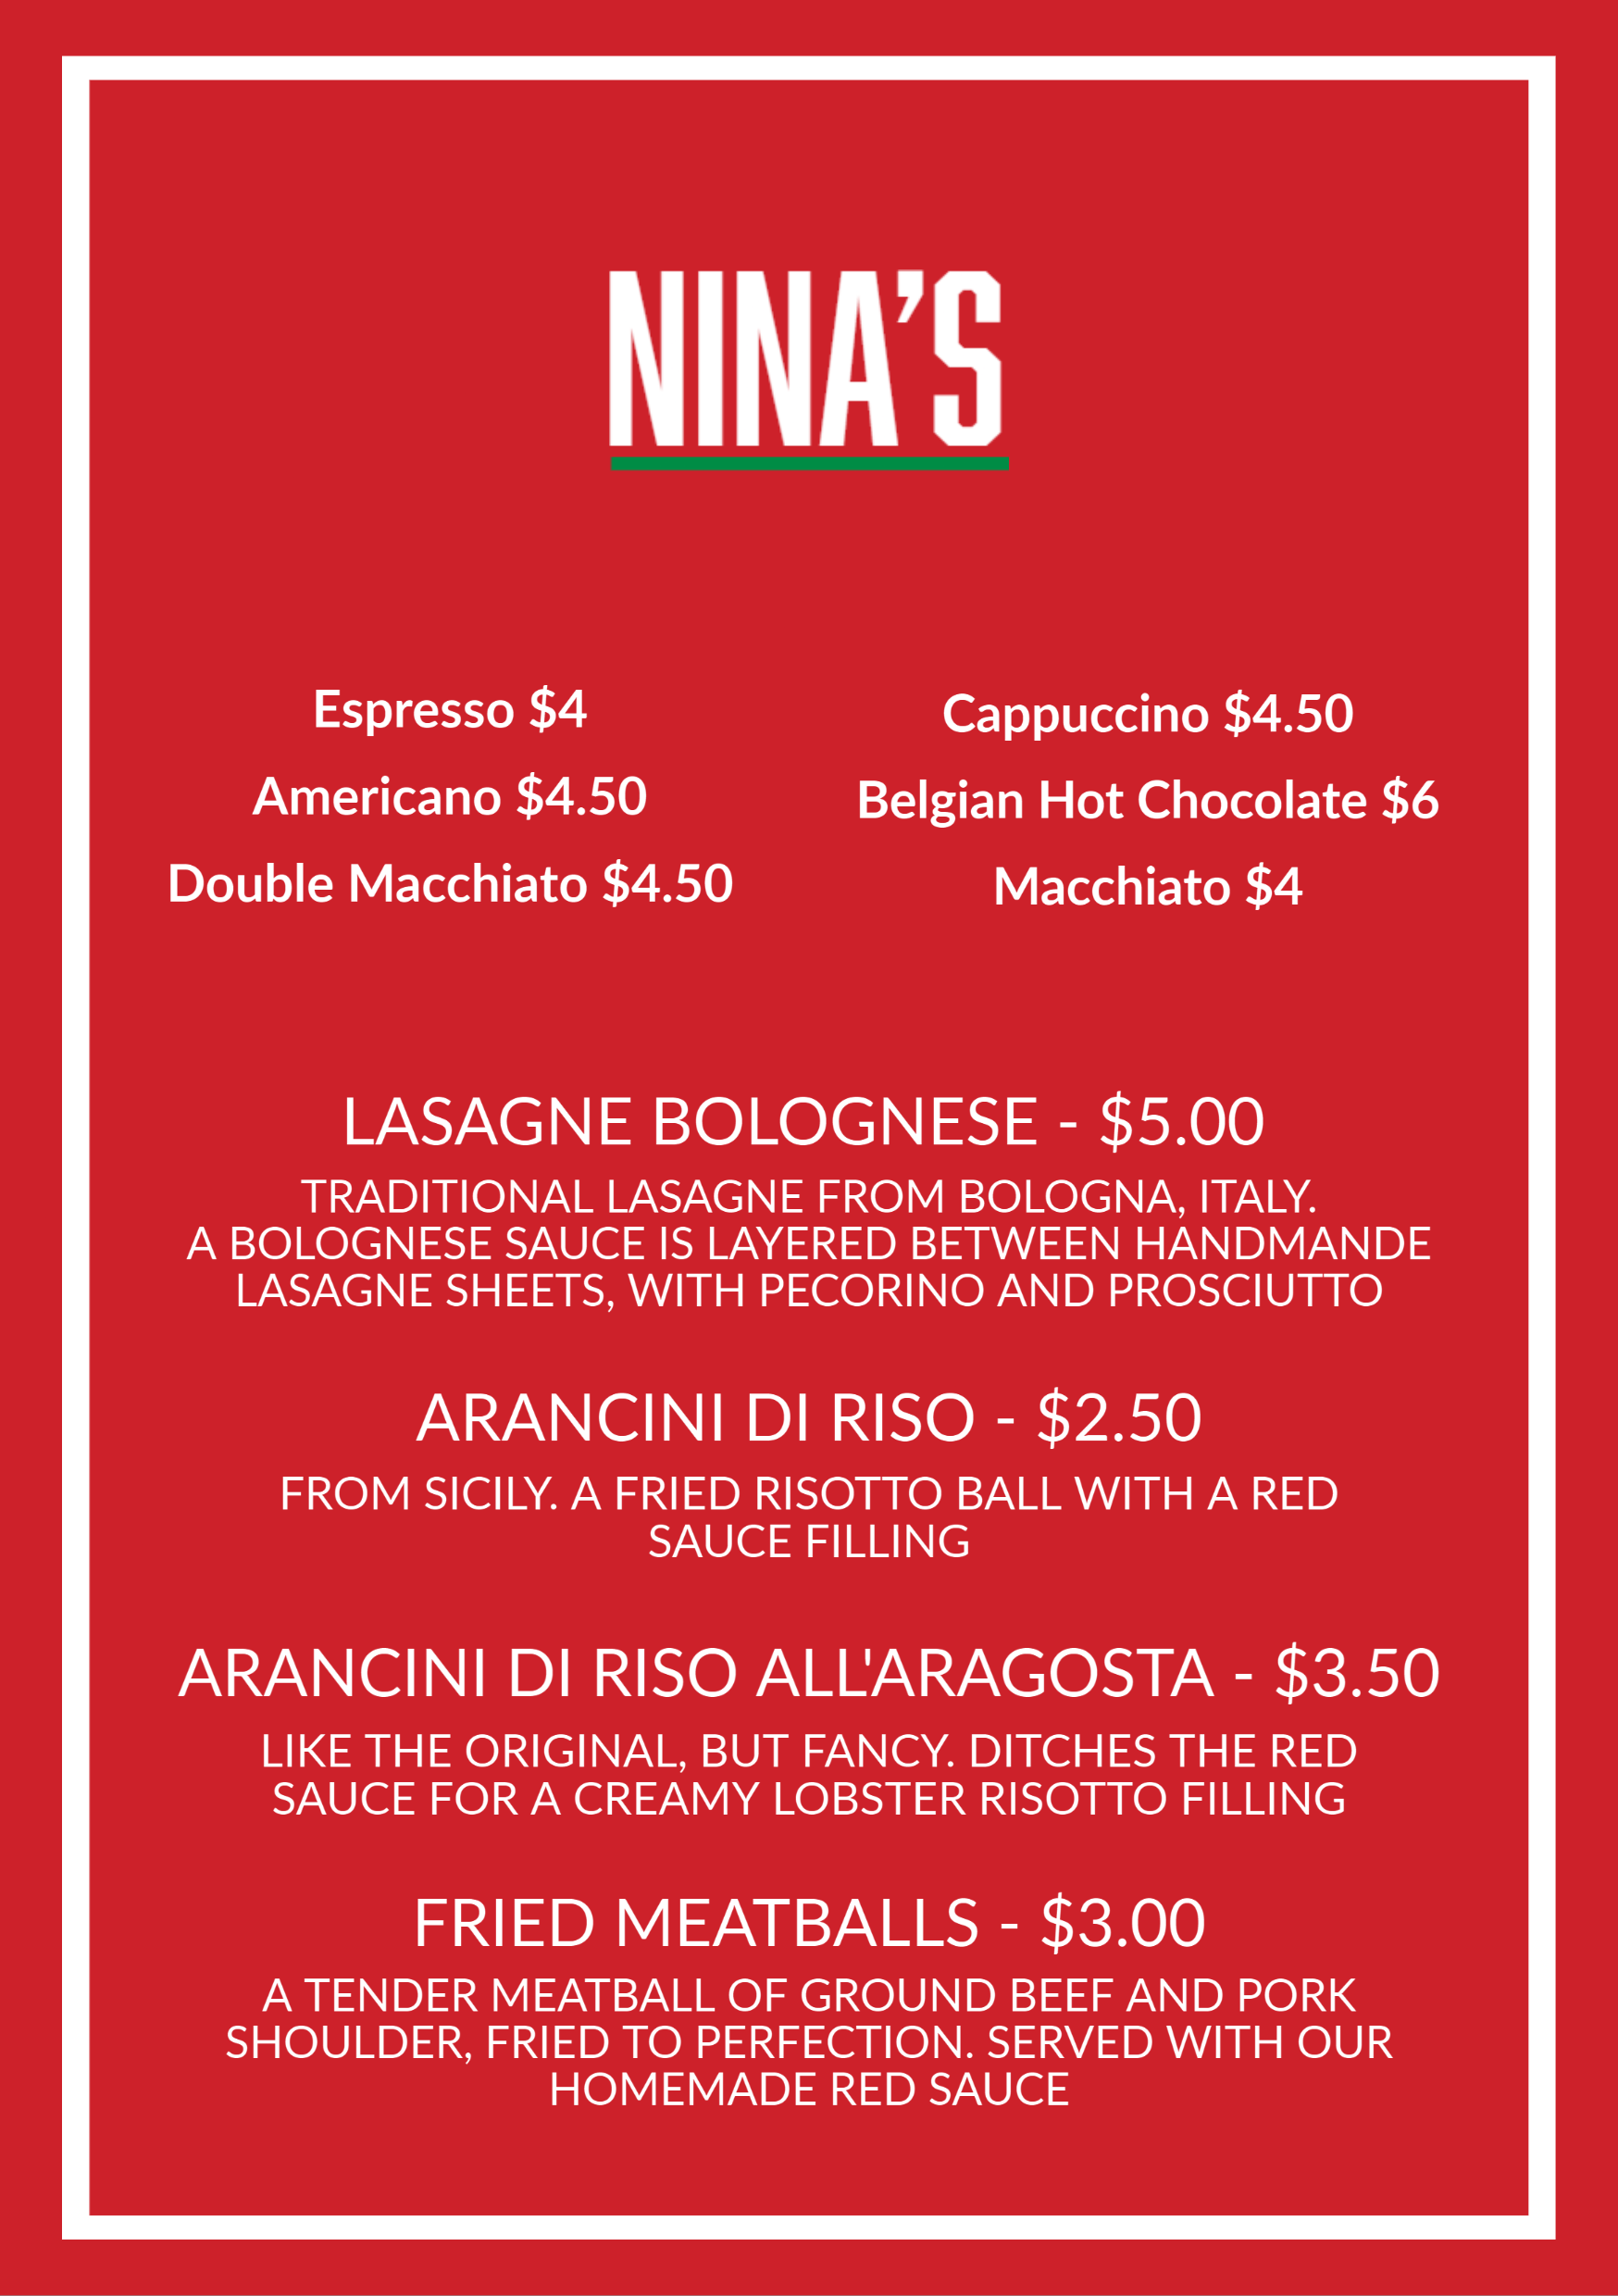 NINA'S
Espresso $4
Americano $4.50
Double Macchiato $4.50
Cappuccino $4.50
Belgian Hot Chocolate $6
Macchiato $4
LASAGNE BOLOGNESE - $5.00
TRADITIONAL LASAGNE FROM BOLOGNA, ITALY.
A BOLOGNESE SAUCE IS LAYERED BETWEEN HANDMANDE
LASAGNE SHEETS, WITH PECORINO AND PROSCIUTTO
ARANCINI DI RISO - $2.50
FROM SICILY. A FRIED RISOTTO BALL WITH A RED
SAUCE FILLING
ARANCINI DI RISO ALL'ARAGOSTA - $3.50
LIKE THE ORIGINAL, BUT FANCY. DITCHES THE RED
SAUCE FOR A CREAMY LOBSTER RISOTTO FILLING
FRIED MEATBALLS - $3.00
A TENDER MEATBALL OF GROUND BEEF AND PORK
SHOULDER, FRIED TO PERFECTION. SERVED WITH OUR
HOMEMADE RED SAUCE